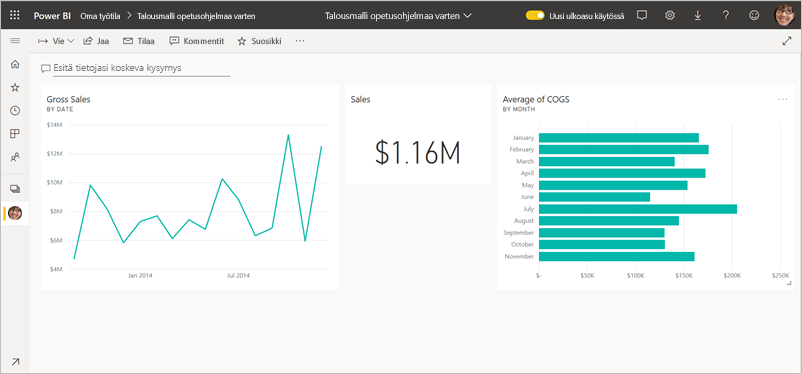 Power BI Oma työtila > Talousmalli opetusohjelmaa varten
Talousmalli opetusohjelmaa varten
Uusi ulkoasu käytössä
Vie
Jaa
Tilaa
Kommentit
Suosikki
Esitä tietojasi koskeva kysymys
Gross Sales
BY DATE
$14M
$12M
$10M
$8M
$6M
$4M
Jan 2014
Jul 2014
Sales
$1.16M
Average of COGS
BY MONTH
January
February
March
April
May
June
July
August
September
October
November
$-
$50K
$100K
$150K
$200K
$250K